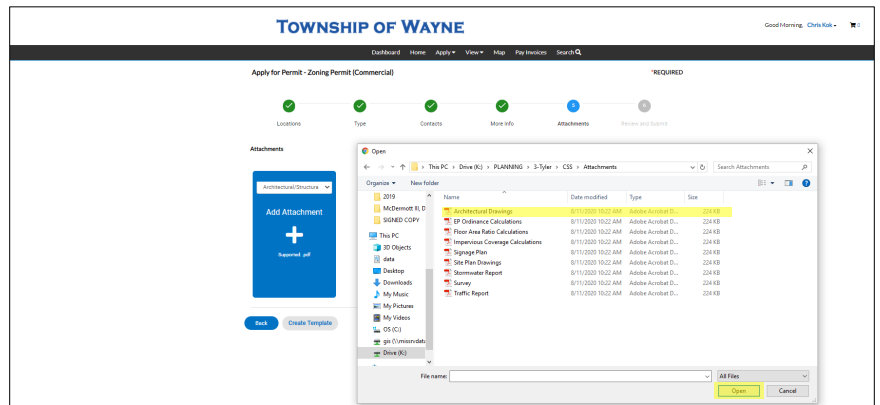 TOWNSHIP OF WAYNE
Good Morning, Chris Kok
0
Dashboard Home Apply View Map Pay Invoices Search
Apply for Permit - Zoning Permit (Commercial)
*REQUIRED
5
6
Locations
Type
Contacts
More Info
Attachments
Review and Submit
Attachments
Architectural/Structura
Add Attachment
Supported: .pdf
Back
Create Template
Open
This PC > Drive (K:) > PLANNING > 3-Tyler > CSS > Attachments
Search Attachments
Organize
New folder
2019
McDermott III, D
SIGNED COPY
This PC
3D Objects
data
Desktop
Downloads
My Music
My Pictures
My Videos
OS (C:)
gis (\\missrvdata
Drive (K:)
Name Date modified Type Size
Architectural Drawings 8/11/2020 10:22 AM Adobe Acrobat D... 224 KB
EP Ordinance Calculations 8/11/2020 10:22 AM Adobe Acrobat D... 224 KB
Floor Area Ratio Calculations 8/11/2020 10:22 AM Adobe Acrobat D... 224 KB
Impervious Coverage Calculations 8/11/2020 10:22 AM Adobe Acrobat D... 224 KB
Signage Plan 8/11/2020 10:22 AM Adobe Acrobat D... 224 KB
Site Plan Drawings 8/11/2020 10:22 AM Adobe Acrobat D... 224 KB
Stormwater Report 8/11/2020 10:22 AM Adobe Acrobat D... 224 KB
Survey 8/11/2020 10:22 AM Adobe Acrobat D... 224 KB
Traffic Report 8/11/2020 10:22 AM Adobe Acrobat D... 224 KB
File name:
All Files
Open
Cancel